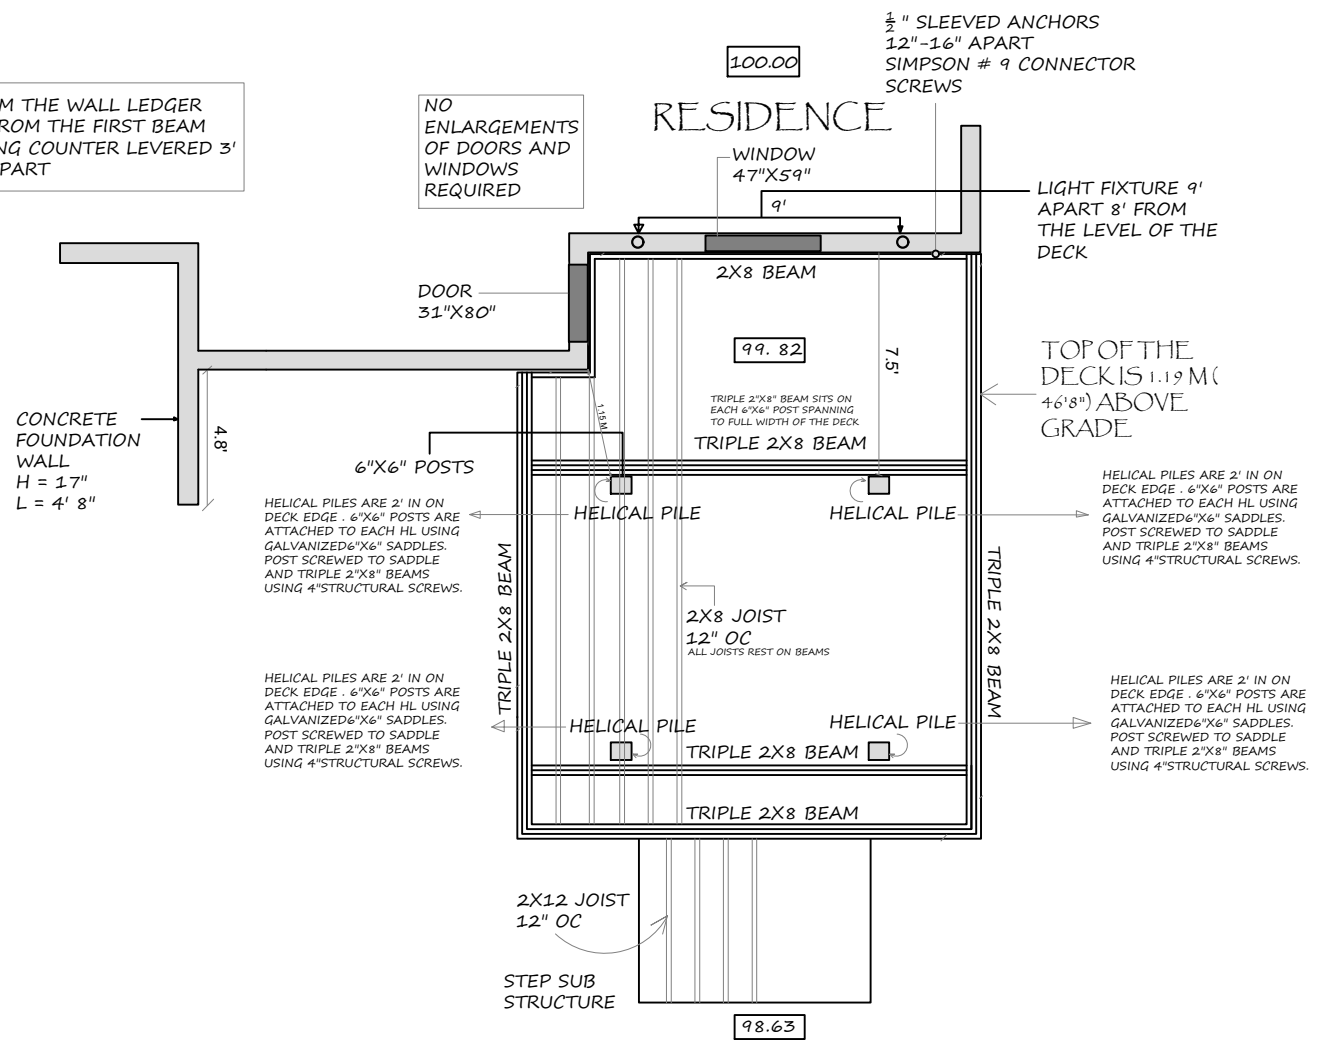 ½ " SLEEVED ANCHORS
12"-16" APART
SIMPSON # 9 CONNECTOR
SCREWS
100.00
RESIDENCE
M THE WALL LEDGER
ROM THE FIRST BEAM
NG COUNTER LEVERED 3'
PART
NO
ENLARGEMENTS
OF DOORS AND
WINDOWS
REQUIRED
WINDOW
47"X59"
9'
LIGHT FIXTURE 9'
APART 8' FROM
THE LEVEL OF THE
DECK
2X8 BEAM
DOOR
31"X80"
99. 82
7.5'
TOP OF THE
DECK IS 1.19 M (
46'8") ABOVE
GRADE
TRIPLE 2"X8" BEAM SITS ON
EACH 6"X6" POST SPANNING
TO FULL WIDTH OF THE DECK
TRIPLE 2X8 BEAM
1.15 M
CONCRETE
FOUNDATION
WALL
H = 17"
L = 4' 8"
4.8'
6"X6" POSTS
HELICAL PILES ARE 2' IN ON
DECK EDGE . 6"X6" POSTS ARE
ATTACHED TO EACH HL USING
GALVANIZED6"X6" SADDLES.
POST SCREWED TO SADDLE
AND TRIPLE 2"X8" BEAMS
USING 4"STRUCTURAL SCREWS.
HELICAL PILE
HELICAL PILE
HELICAL PILES ARE 2' IN ON
DECK EDGE . 6"X6" POSTS ARE
ATTACHED TO EACH HL USING
GALVANIZED6"X6" SADDLES.
POST SCREWED TO SADDLE
AND TRIPLE 2"X8" BEAMS
USING 4"STRUCTURAL SCREWS.
TRIPLE 2X8 BEAM
TRIPLE 2X8 BEAM
2X8 JOIST
12" OC
ALL JOISTS REST ON BEAMS
HELICAL PILES ARE 2' IN ON
DECK EDGE . 6"X6" POSTS ARE
ATTACHED TO EACH HL USING
GALVANIZED6"X6" SADDLES.
POST SCREWED TO SADDLE
AND TRIPLE 2"X8" BEAMS
USING 4"STRUCTURAL SCREWS.
HELICAL PILE
HELICAL PILE
HELICAL PILES ARE 2' IN ON
DECK EDGE . 6"X6" POSTS ARE
ATTACHED TO EACH HL USING
GALVANIZED6"X6" SADDLES.
POST SCREWED TO SADDLE
AND TRIPLE 2"X8" BEAMS
USING 4"STRUCTURAL SCREWS.
TRIPLE 2X8 BEAM
TRIPLE 2X8 BEAM
2X12 JOIST
12" OC
STEP SUB
STRUCTURE
98.63